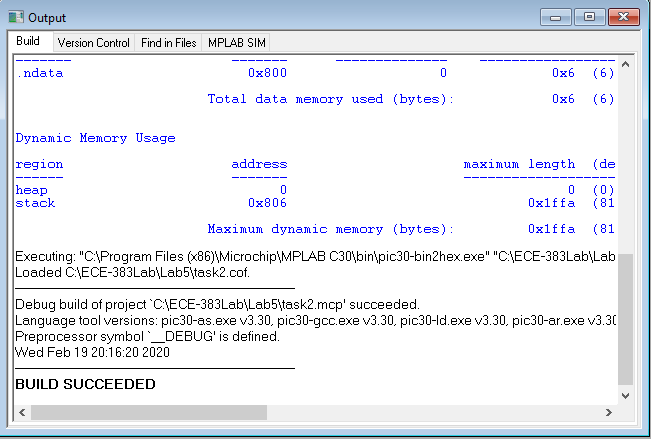 Output
Build Version Control Find in Files MPLAB SIM
------- ------- -------------- -----------------
.ndata 0x800 0 0x6 (6)
Total data memory used (bytes): 0x6 (6)
Dynamic Memory Usage
region address maximum length (de
------ ------- -------------------
heap 0 0 (0)
stack 0x806 0x1ffa (81
Maximum dynamic memory (bytes): 0x1ffa (81
Executing: "C:\Program Files (x86)\Microchip\MPLAB C30\bin\pic30-bin2hex.exe" "C:\ECE-383Lab\Lab
Loaded C:\ECE-383Lab\Lab5\task2.cof.
Debug build of project `C:\ECE-383Lab\Lab5\task2.mcp' succeeded.
Language tool versions: pic30-as.exe v3.30, pic30-gcc.exe v3.30, pic30-ld.exe v3.30, pic30-ar.exe v3.30
Preprocessor symbol `__DEBUG' is defined.
Wed Feb 19 20:16:20 2020
BUILD SUCCEEDED